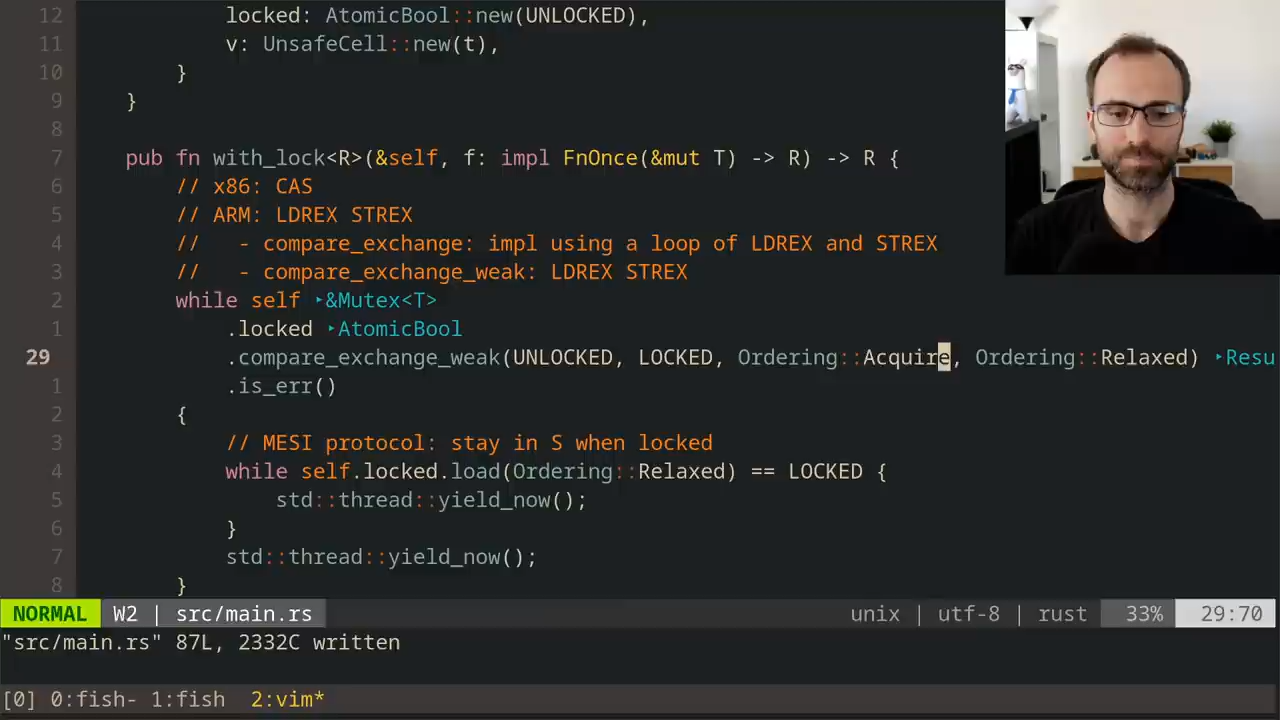 12 locked: AtomicBool::new(UNLOCKED),
11 v: UnsafeCell::new(t),
10 }
9 }
8
7 pub fn with_lock<R>(&self, f: impl FnOnce(&mut T) -> R) -> R {
6 // x86: CAS
5 // ARM: LDREX STREX
4 //   - compare_exchange: impl using a loop of LDREX and STREX
3 //   - compare_exchange_weak: LDREX STREX
2 while self ‣&Mutex<T>
1 .locked ‣AtomicBool
29 .compare_exchange_weak(UNLOCKED, LOCKED, Ordering::Acquire, Ordering::Relaxed) ‣Resu
1 .is_err()
2 {
3 // MESI protocol: stay in S when locked
4 while self.locked.load(Ordering::Relaxed) == LOCKED {
5 std::thread::yield_now();
6 }
7 std::thread::yield_now();
8 }
NORMAL W2 | src/main.rs unix | utf-8 | rust 33% 29:70
"src/main.rs" 87L, 2332C written
[0] 0:fish- 1:fish 2:vim*